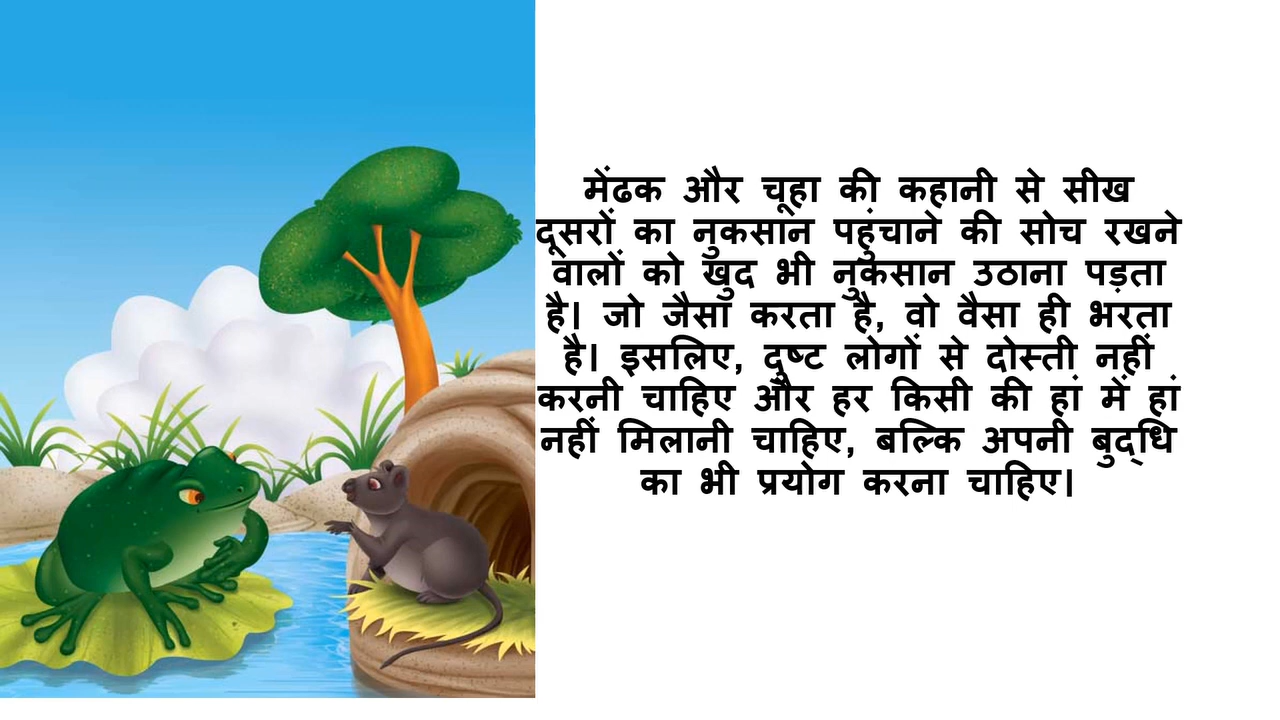 मेंढक और चूहा की कहानी से सीख
दूसरों का नुकसान पहुंचाने की सोच रखने
वालों को खुद भी नुकसान उठाना पड़ता
है। जो जैसा करता है, वो वैसा ही भरता
है। इसलिए, दुष्ट लोगों से दोस्ती नहीं
करनी चाहिए और हर किसी की हां में हां
नहीं मिलानी चाहिए, बल्कि अपनी बुद्धि
का भी प्रयोग करना चाहिए।